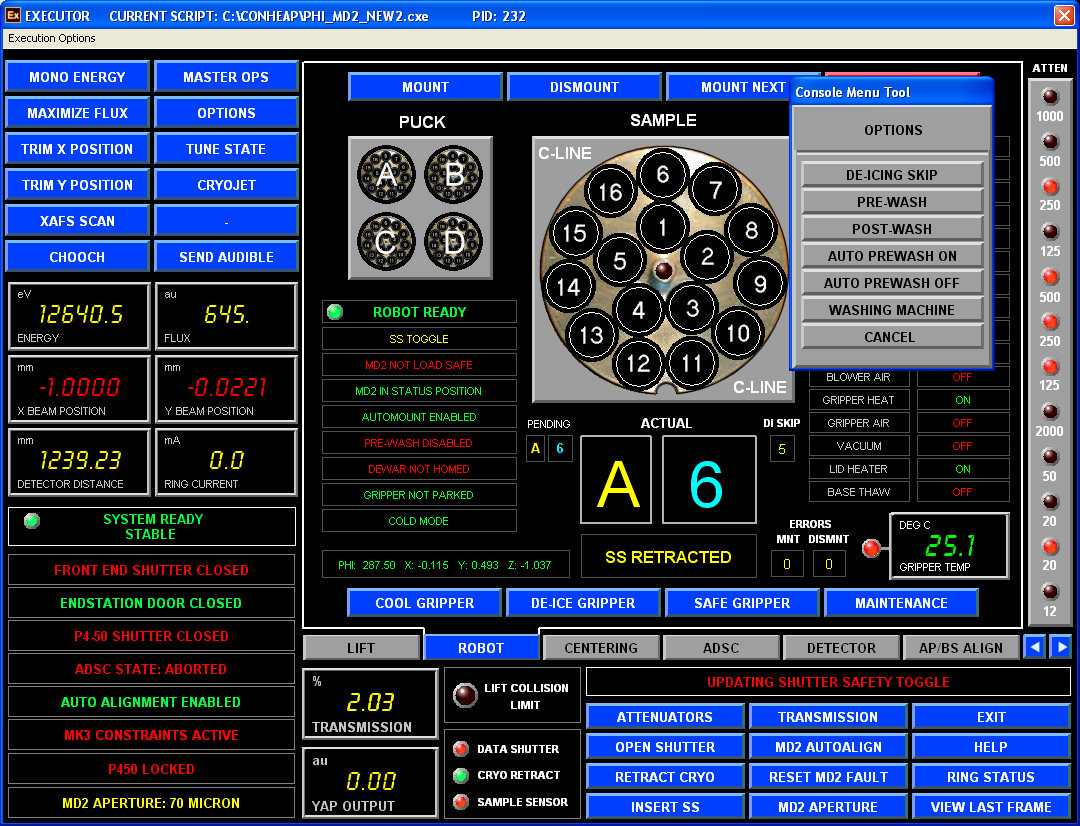 Ex EXECUTOR CURRENT SCRIPT: C:\CONHEAP\PHI_MD2_NEW2.cxe PID: 232
Execution Options
MONO ENERGY
MASTER OPS
MAXIMIZE FLUX
OPTIONS
TRIM X POSITION
TUNE STATE
TRIM Y POSITION
CRYOJET
XAFS SCAN
-
CHOOCH
SEND AUDIBLE
eV
12640.5
ENERGY
au
645.
FLUX
mm
-1.0000
X BEAM POSITION
mm
-0.0221
Y BEAM POSITION
mm
1239.23
DETECTOR DISTANCE
mA
0.0
RING CURRENT
SYSTEM READY
STABLE
FRONT END SHUTTER CLOSED
ENDSTATION DOOR CLOSED
P4-50 SHUTTER CLOSED
ADSC STATE: ABORTED
AUTO ALIGNMENT ENABLED
MK3 CONSTRAINTS ACTIVE
P450 LOCKED
MD2 APERTURE: 70 MICRON
MOUNT
DISMOUNT
MOUNT NEXT
PUCK
A
B
C
D
SAMPLE
C-LINE
6
16
7
1
15
8
5
2
14
9
4
3
13
10
12
11
C-LINE
ROBOT READY
SS TOGGLE
MD2 NOT LOAD SAFE
MD2 IN STATUS POSITION
AUTOMOUNT ENABLED
PRE-WASH DISABLED
DEWAR NOT HOMED
GRIPPER NOT PARKED
COLD MODE
PHI: 287.50 X: -0.115 Y: 0.493 Z: -1.037
PENDING
A 6
ACTUAL
A 6
DI SKIP
5
SS RETRACTED
ERRORS
MNT DISMNT
0 0
DEG C
25.1
GRIPPER TEMP
Console Menu Tool
OPTIONS
DE-ICING SKIP
PRE-WASH
POST-WASH
AUTO PREWASH ON
AUTO PREWASH OFF
WASHING MACHINE
CANCEL
BLOWER AIR OFF
GRIPPER HEAT ON
GRIPPER AIR OFF
VACUUM OFF
LID HEATER ON
BASE THAW OFF
COOL GRIPPER
DE-ICE GRIPPER
SAFE GRIPPER
MAINTENANCE
ATTEN
1000
500
250
125
500
250
125
2000
50
20
20
12
LIFT
ROBOT
CENTERING
ADSC
DETECTOR
AP/BS ALIGN
%
2.03
TRANSMISSION
au
0.00
YAP OUTPUT
LIFT COLLISION
LIMIT
DATA SHUTTER
CRYO RETRACT
SAMPLE SENSOR
UPDATING SHUTTER SAFETY TOGGLE
ATTENUATORS
TRANSMISSION
EXIT
OPEN SHUTTER
MD2 AUTOALIGN
HELP
RETRACT CRYO
RESET MD2 FAULT
RING STATUS
INSERT SS
MD2 APERTURE
VIEW LAST FRAME